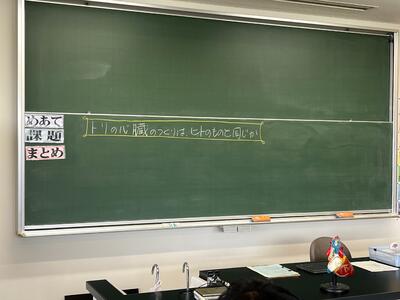 めあて
課題
まとめ
トリの心臓のつくりは、ヒトのものと同じか